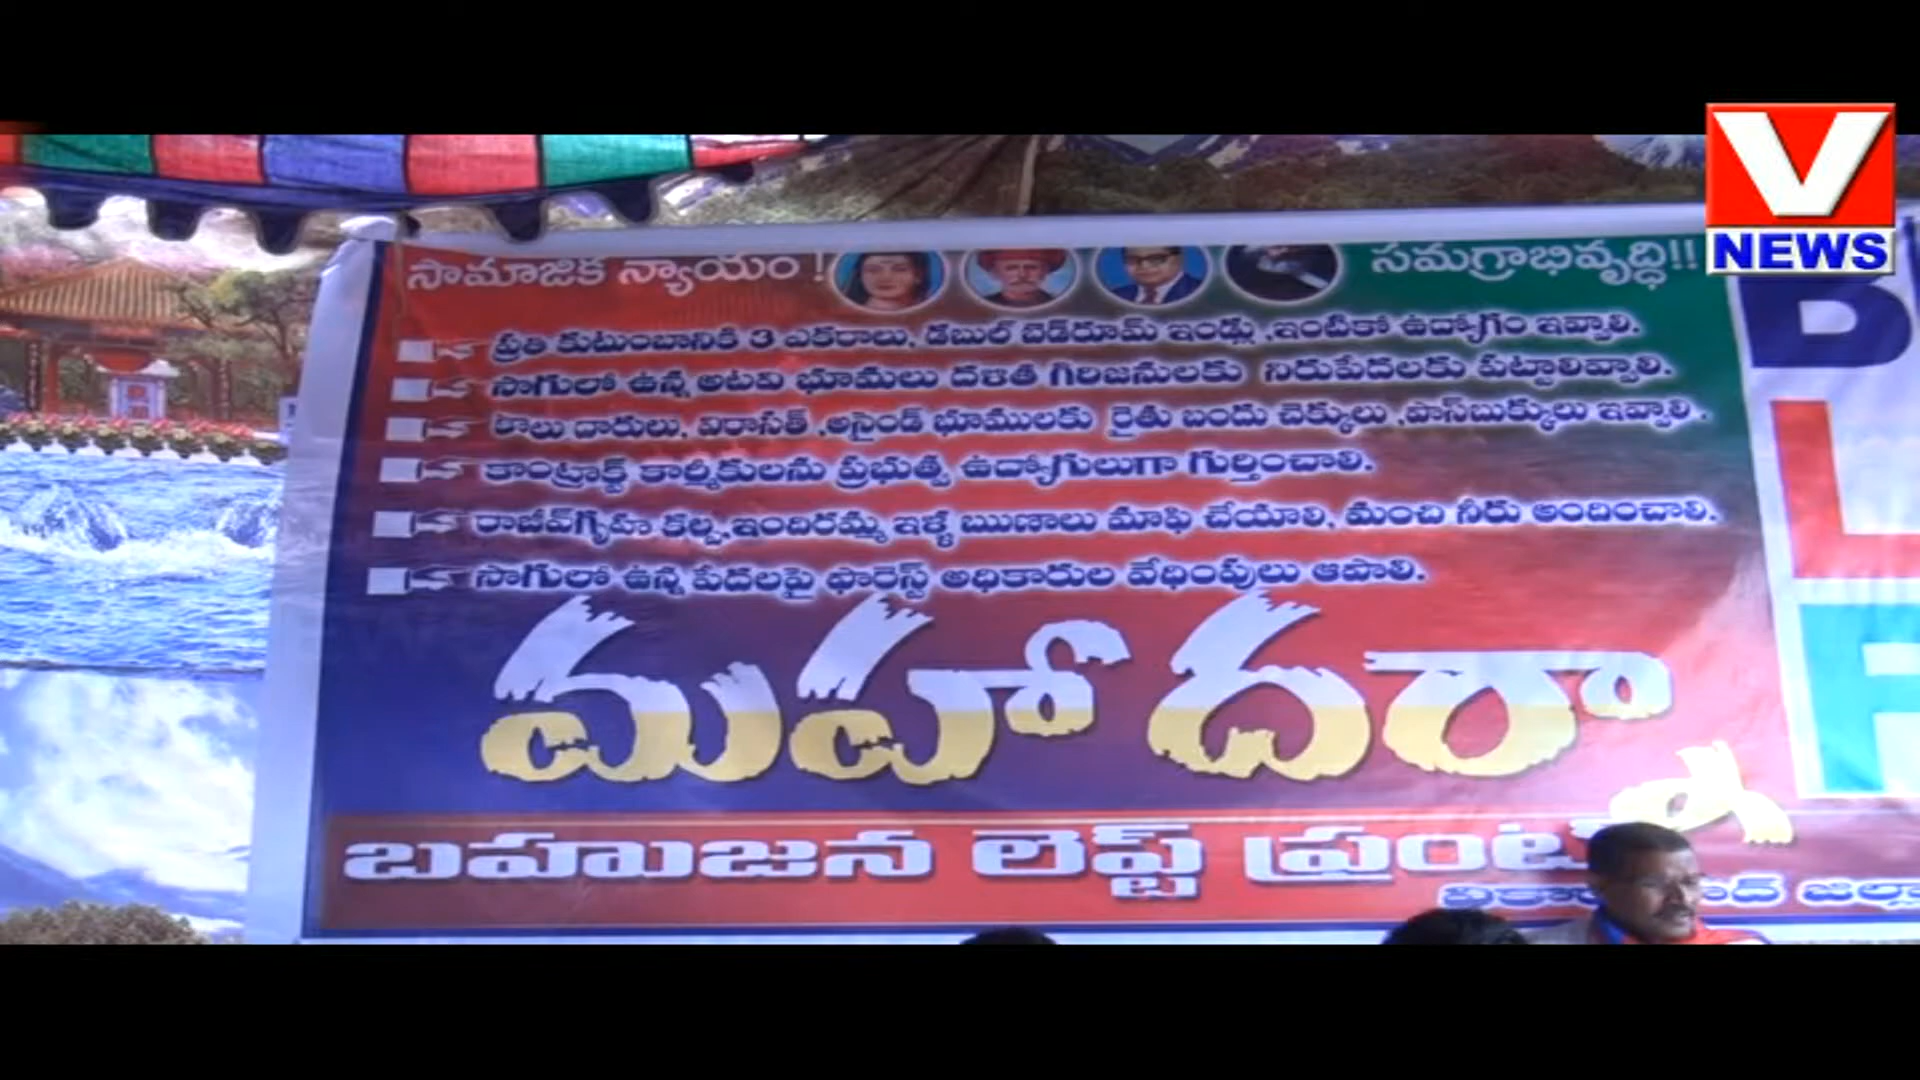 V
NEWS
సామాజిక న్యాయం ! సమగ్రాభివృద్ధి!!
ప్రతి కుటుంబానికి 3 ఎకరాలు, డబుల్ బెడ్‌రూమ్ ఇండ్లు ,ఇంటికో ఉద్యోగం ఇవ్వాలి.
సాగులో ఉన్న అటవి భూములు దళిత గిరిజనులకు నిరుపేదలకు పట్టాలివ్వాలి.
కౌలు దారులు, విరాసత్ ,అసైండ్ భూములకు రైతు బందు చెక్కులు ,పాస్‌బుక్కులు ఇవ్వాలి.
కాంట్రాక్ట్ కార్మికులను ప్రభుత్వ ఉద్యోగులుగా గుర్తించాలి.
రాజీవ్‌గృహ కల్ప,ఇందిరమ్మ ఇళ్ళ ఋణాలు మాఫి చేయాలి, మంచి నీరు అందించాలి.
సాగులో ఉన్న పేదలపై ఫారెస్ట్ అధికారుల వేధింపులు ఆపాలి.
మహా ధర్నా
బహుజన లెఫ్ట్ ఫ్రంట్
జిల్లా
B
L
F